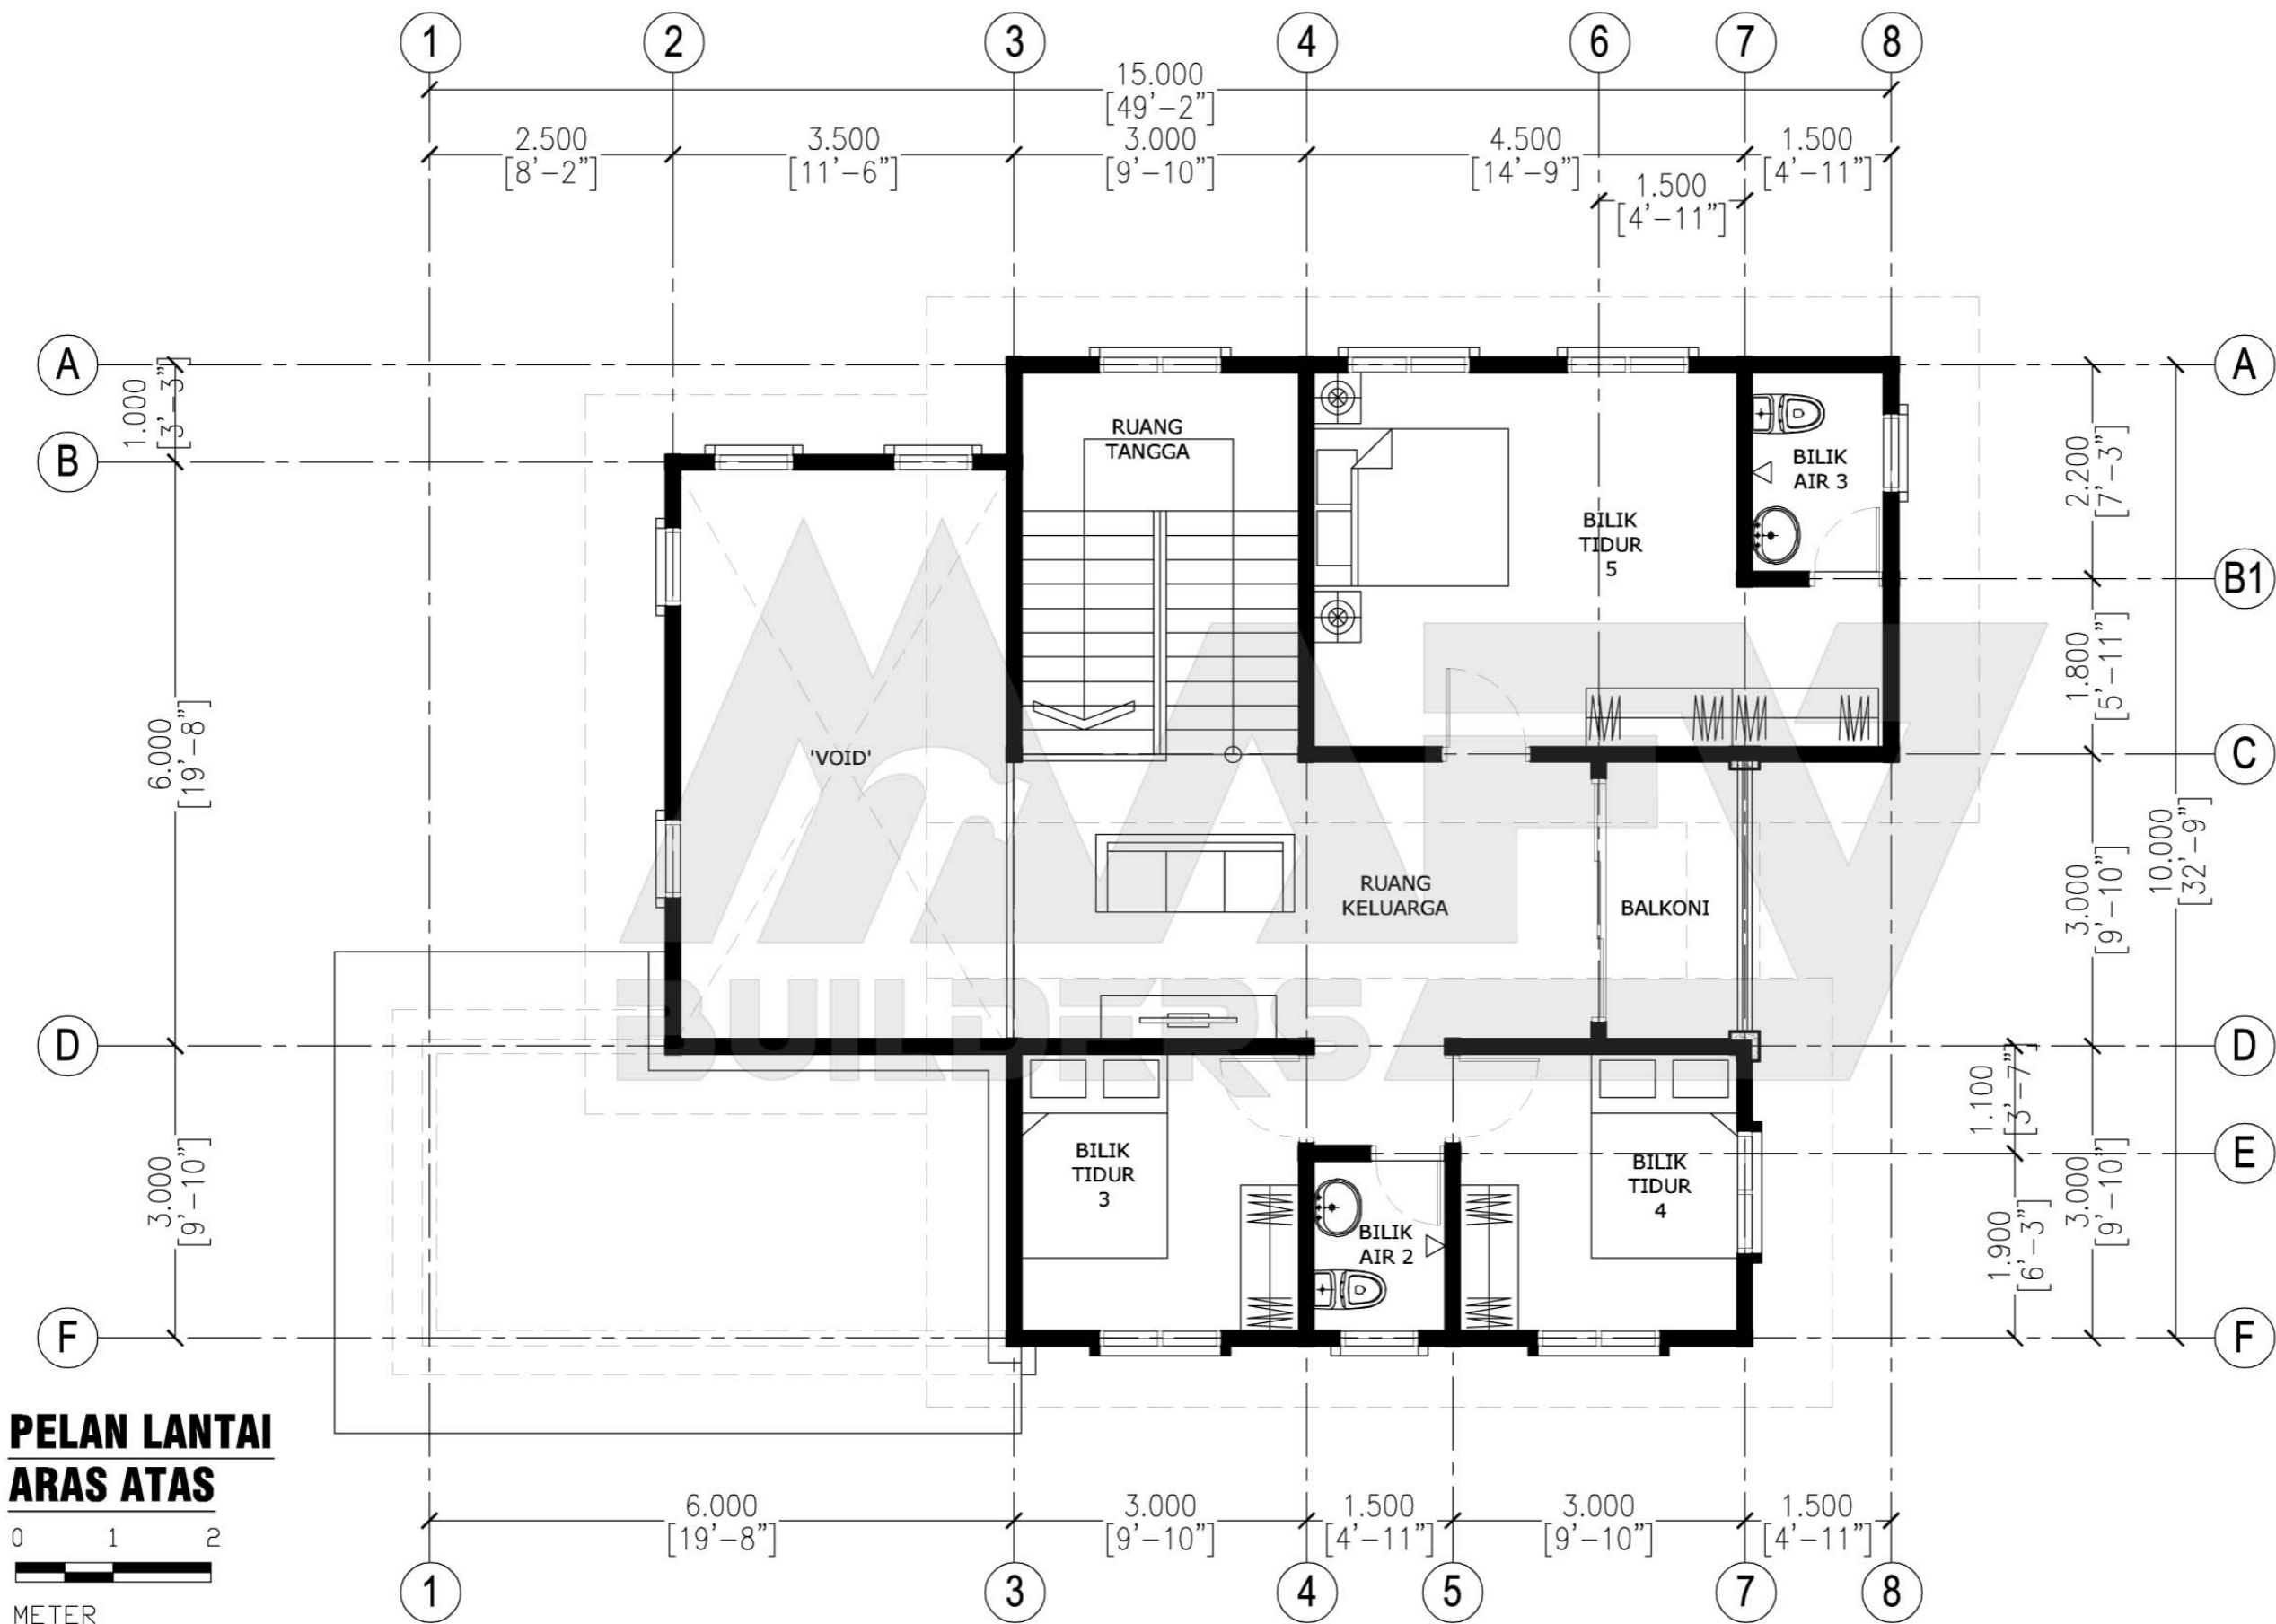 1 2 3 4 6 7 8
15.000
[49'-2"]
2.500 3.500 3.000 4.500 1.500
[8'-2"] [11'-6"] [9'-10"] [14'-9"] [4'-11"]
1.500
[4'-11"]
A A
1.000
[3'-3"]
B
6.000
[19'-8"]
D
3.000
[9'-10"]
F
RUANG
TANGGA
BILIK
AIR 3
BILIK
TIDUR
5
'VOID'
RUANG
KELUARGA
BALKONI
BILIK
TIDUR
3
BILIK
AIR 2
BILIK
TIDUR
4
MAFV
BUILDERS
2.200
[7'-3"]
B1
1.800
[5'-11"]
C
10.000
[32'-9"]
3.000
[9'-10"]
D
1.100
[3'-7"]
E
3.000
[9'-10"]
1.900
[6'-3"]
F
PELAN LANTAI
ARAS ATAS
0 1 2
METER
6.000 3.000 1.500 3.000 1.500
[19'-8"] [9'-10"] [4'-11"] [9'-10"] [4'-11"]
1 3 4 5 7 8